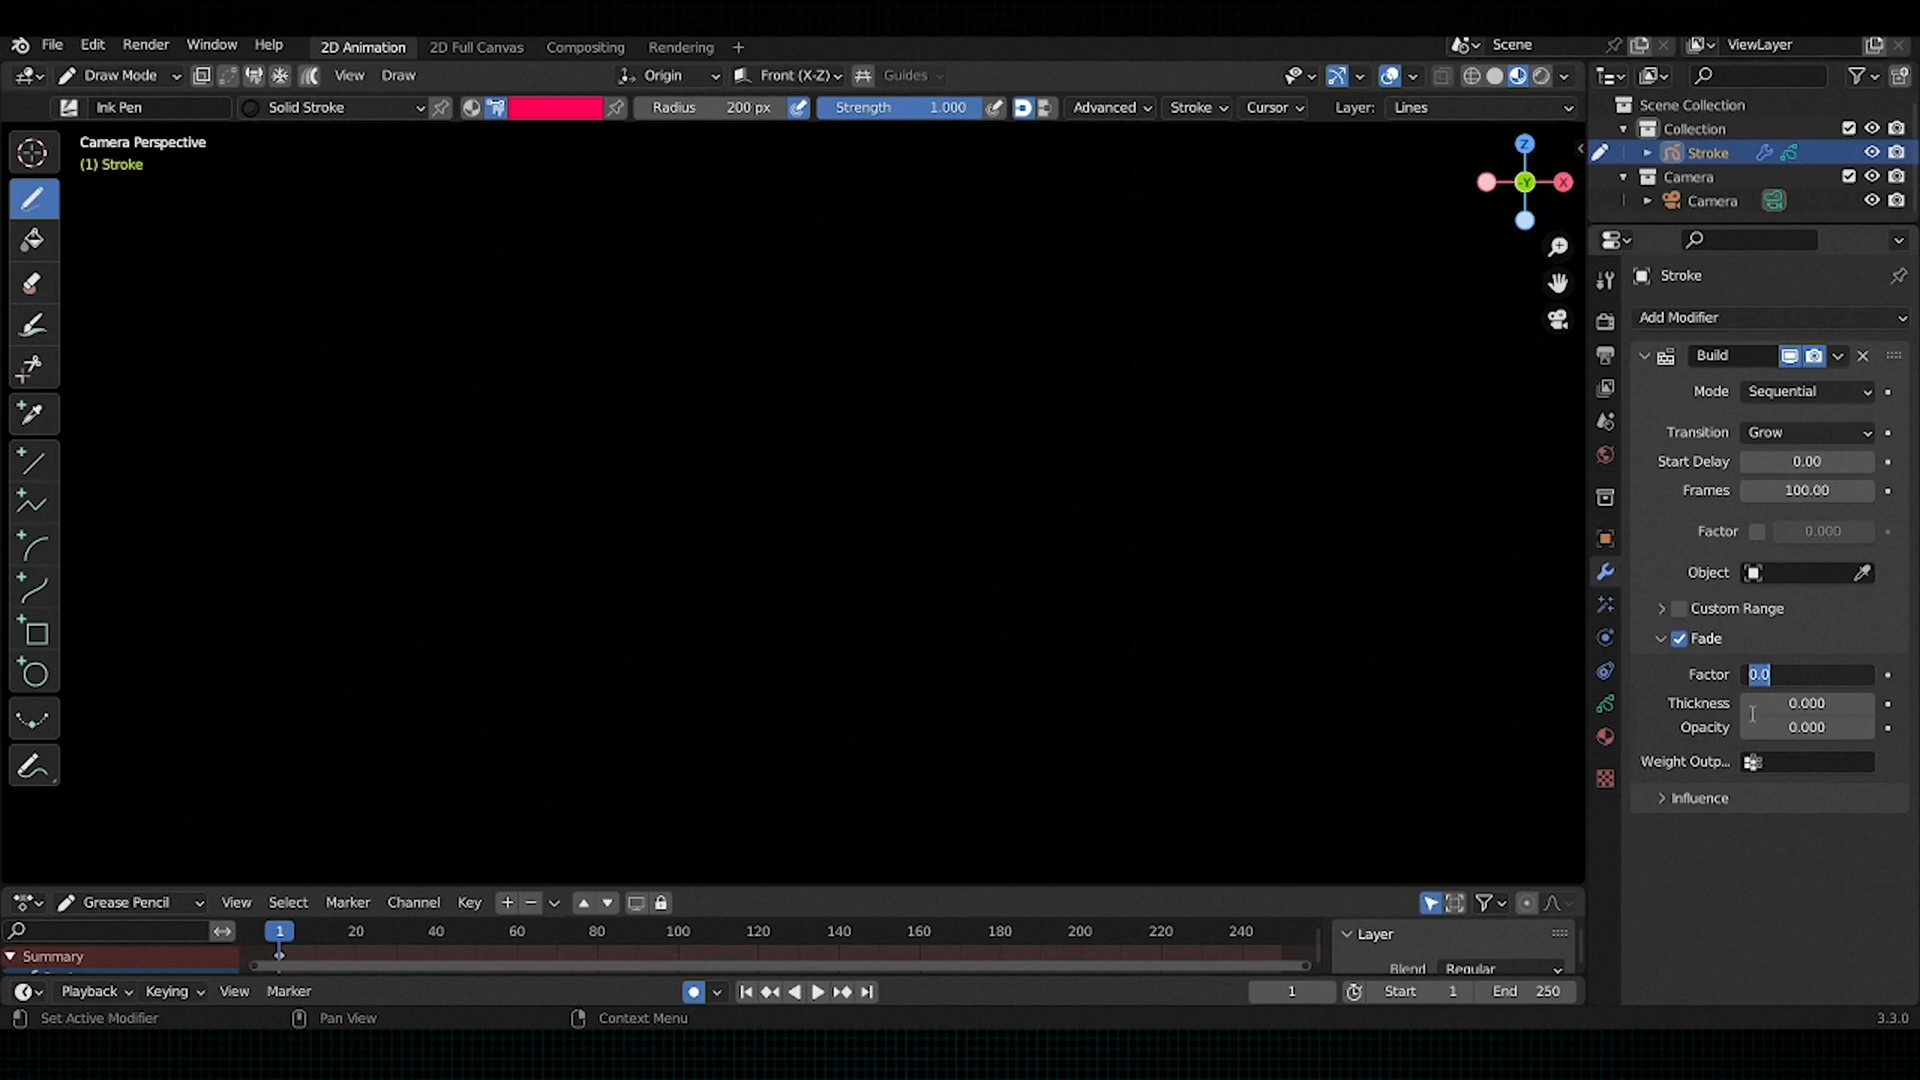 File Edit Render Window Help 2D Animation 2D Full Canvas Compositing Rendering + Scene ViewLayer
Draw Mode View Draw Origin Front (X-Z) Guides
Ink Pen Solid Stroke Radius 200 px Strength 1.000 Advanced Stroke Cursor Layer: Lines
Camera Perspective
(1) Stroke
Z
-Y
X
Scene Collection
Collection
Stroke
Camera
Camera
Stroke
Add Modifier
Build
Mode Sequential
Transition Grow
Start Delay 0.00
Frames 100.00
Factor 0.000
Object
Custom Range
Fade
Factor 0.0
Thickness 0.000
Opacity 0.000
Weight Outp...
Influence
Grease Pencil View Select Marker Channel Key
1 20 40 60 80 100 120 140 160 180 200 220 240
Layer
Summary
Blend Regular
Playback Keying View Marker 1 Start 1 End 250
Set Active Modifier Pan View Context Menu 3.3.0